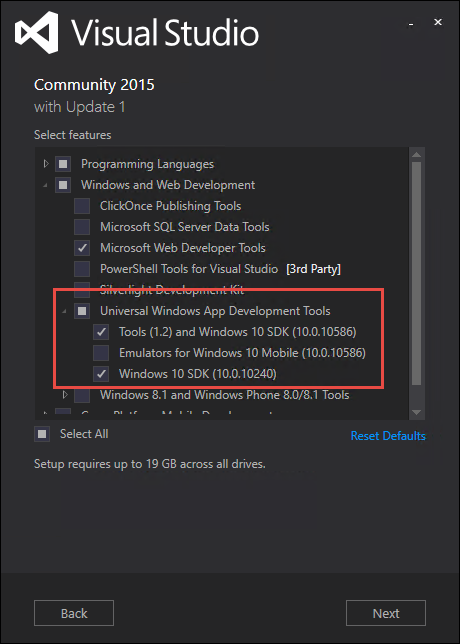 Visual Studio
Community 2015
with Update 1
Select features
Programming Languages
Windows and Web Development
ClickOnce Publishing Tools
Microsoft SQL Server Data Tools
Microsoft Web Developer Tools
PowerShell Tools for Visual Studio [3rd Party]
Silverlight Development Kit
Universal Windows App Development Tools
Tools (1.2) and Windows 10 SDK (10.0.10586)
Emulators for Windows 10 Mobile (10.0.10586)
Windows 10 SDK (10.0.10240)
Windows 8.1 and Windows Phone 8.0/8.1 Tools
Cross Platform Mobile Development
Select All
Reset Defaults
Setup requires up to 19 GB across all drives.
Back
Next